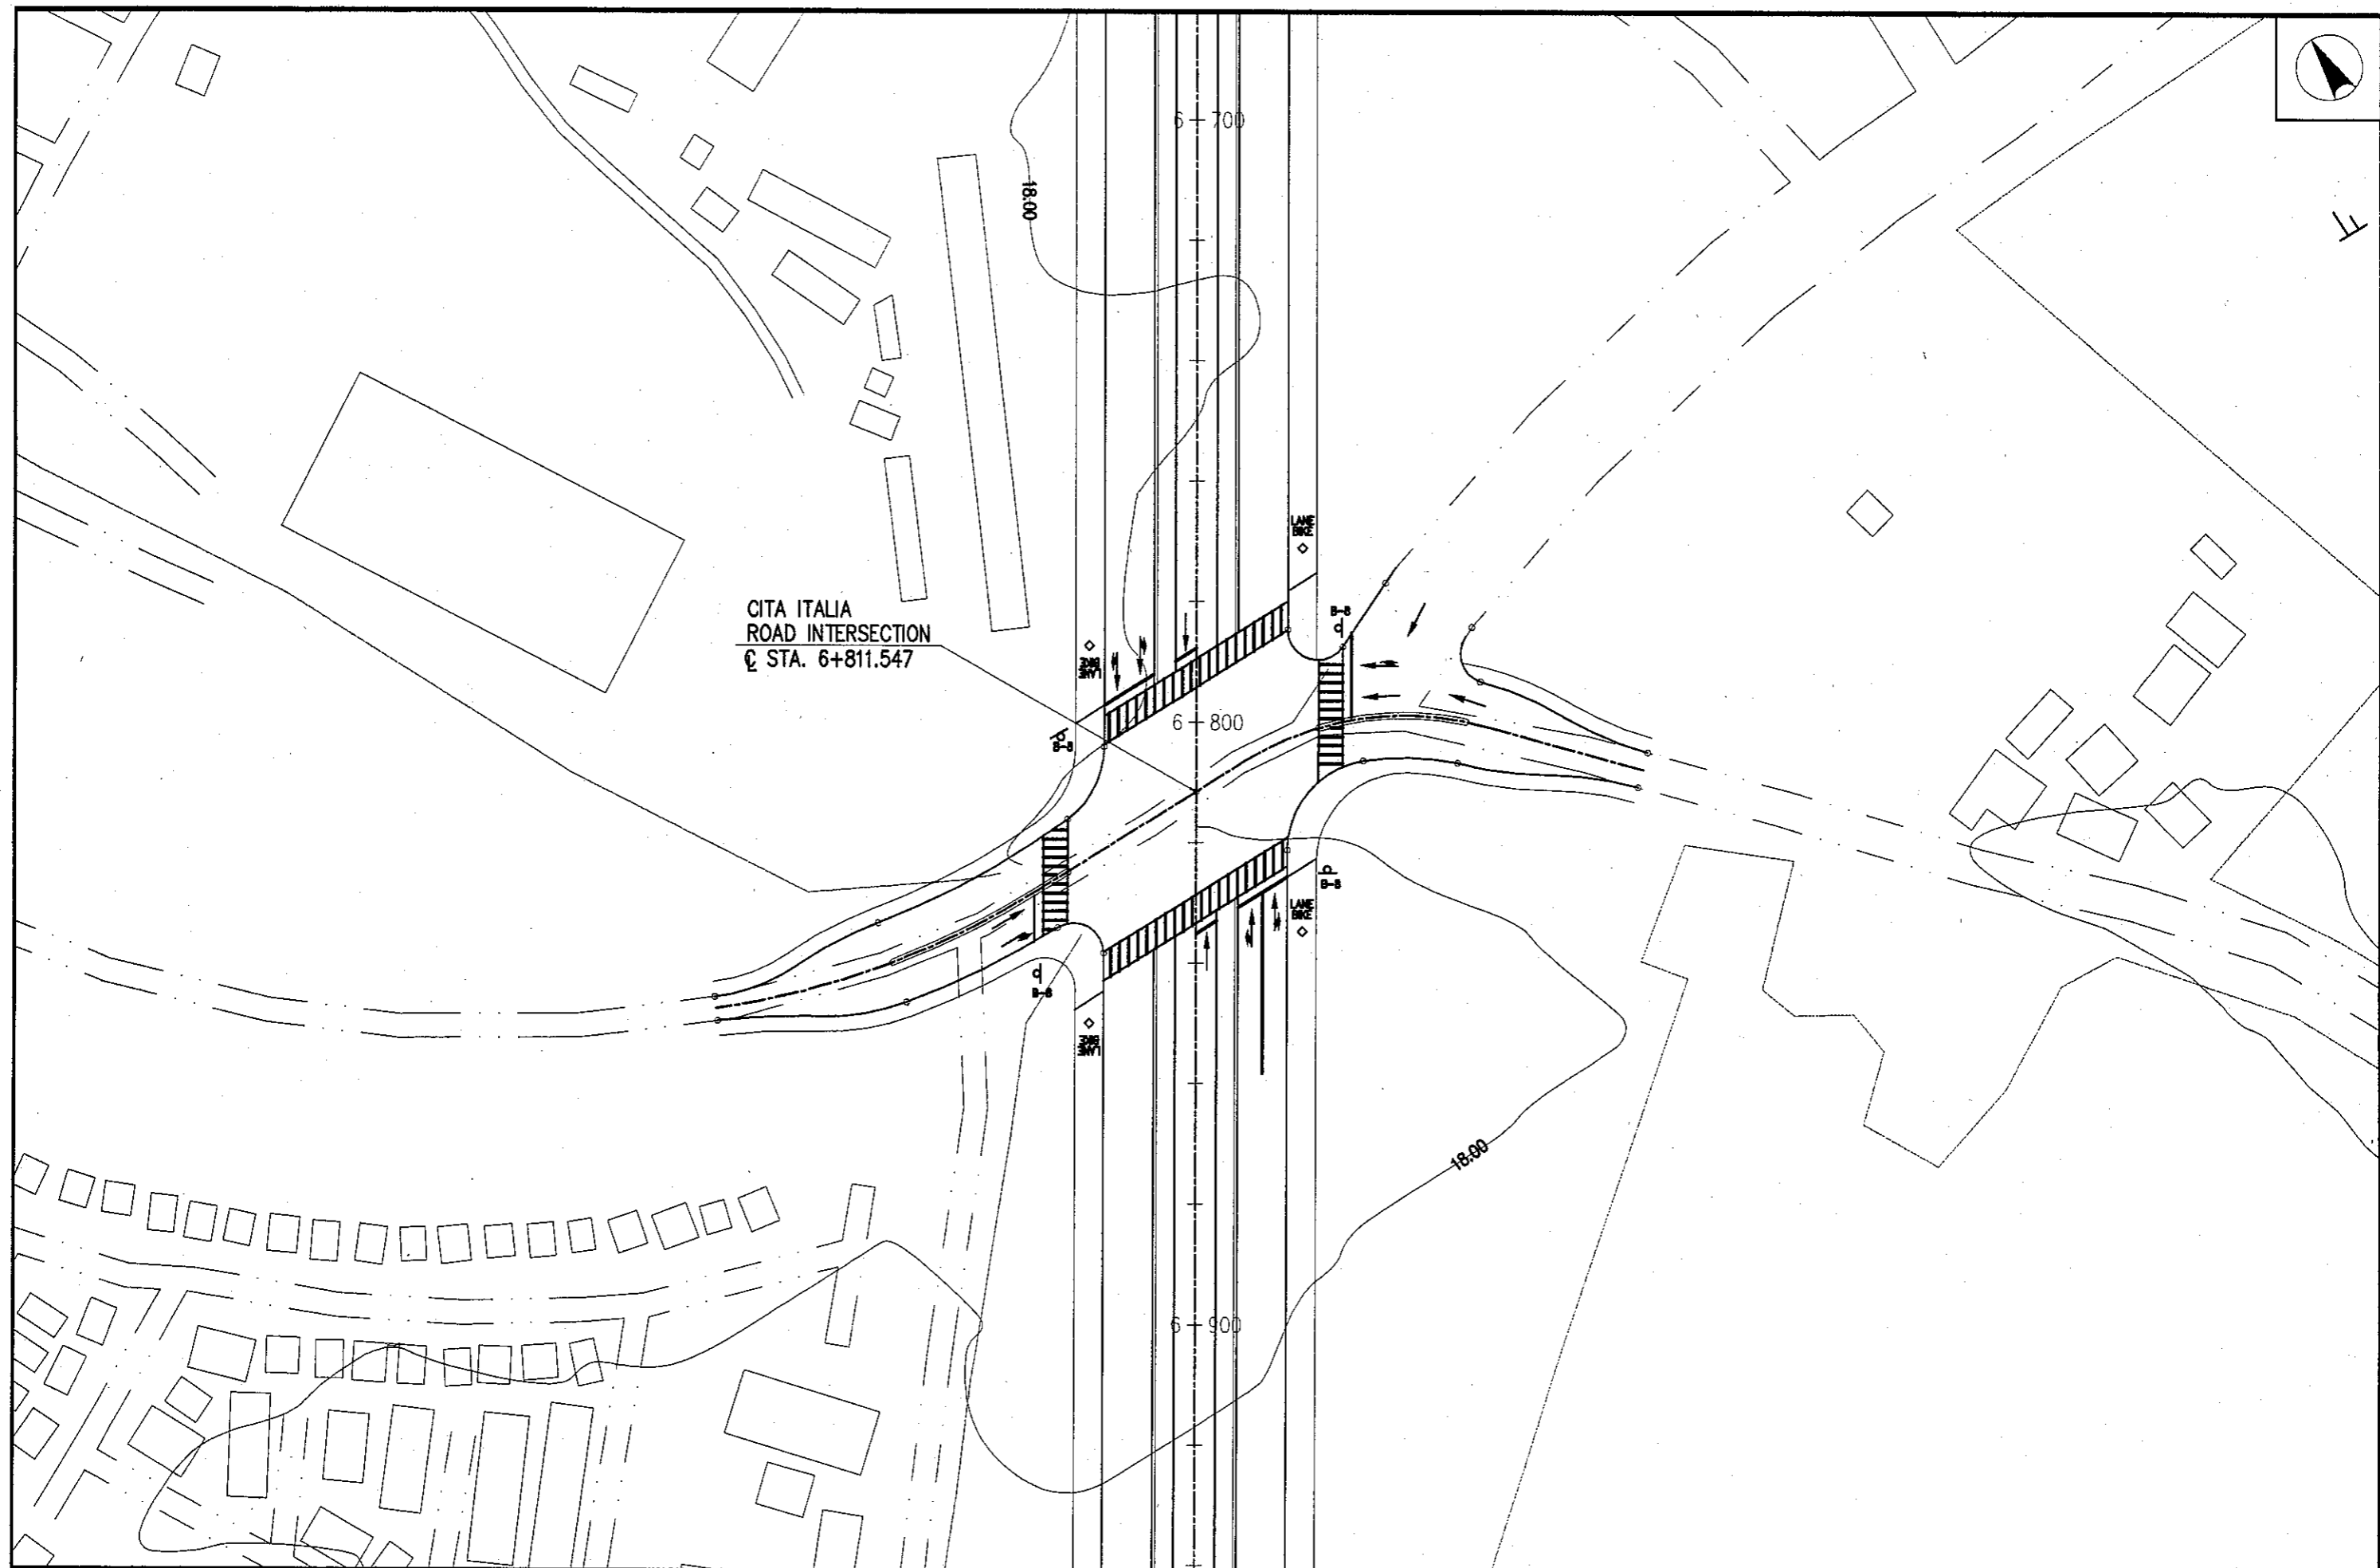 6+700
18.00
LANE
BIKE
CITA ITALIA
ROAD INTERSECTION
℄ STA. 6+811.547
B-8
BIKE
LANE
6+800
B-8
B-8
LANE
BIKE
B-8
BIKE
LANE
18.00
6+900